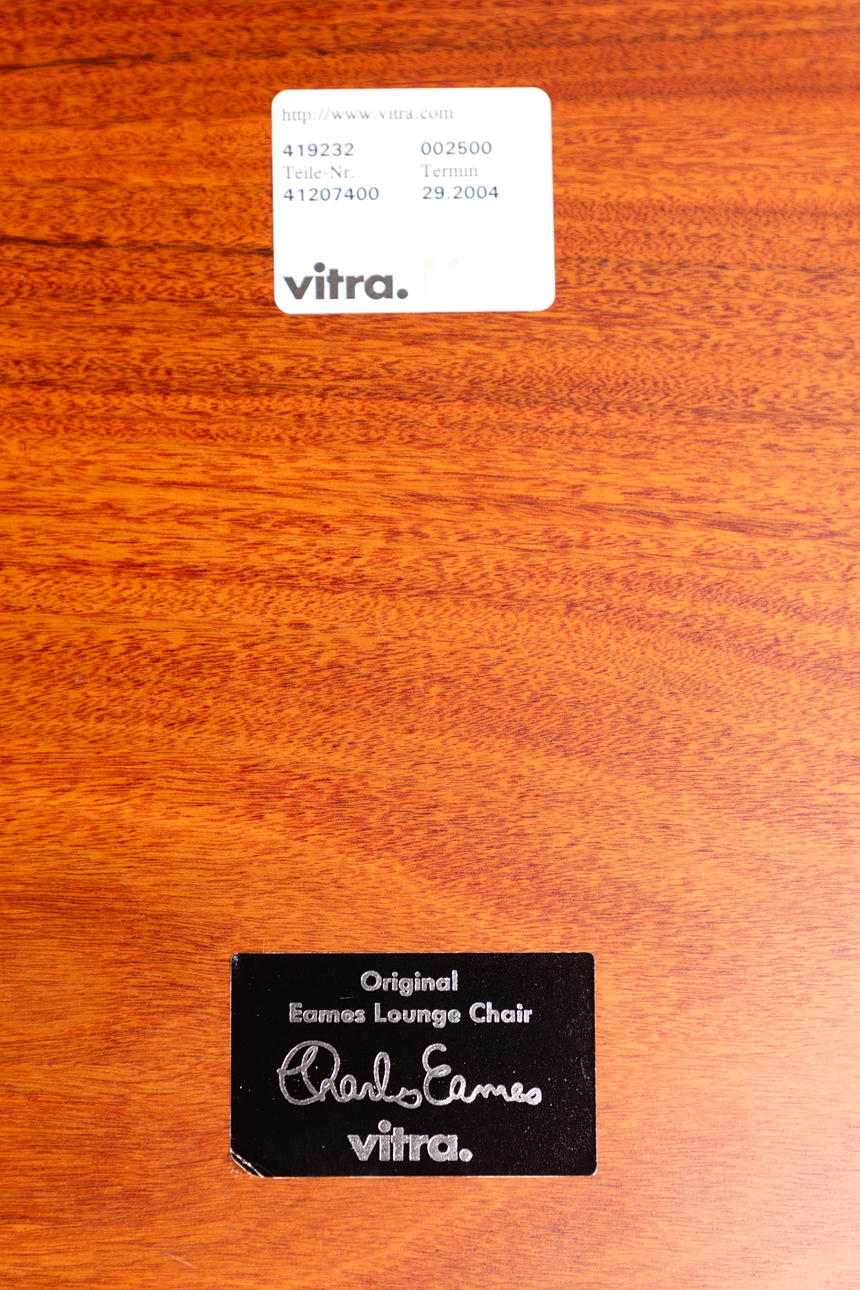 http://www.vitra.com
419232 002500
Teile-Nr. Termin
41207400 29.2004
vitra.
Original
Eames Lounge Chair
Charles Eames
vitra.